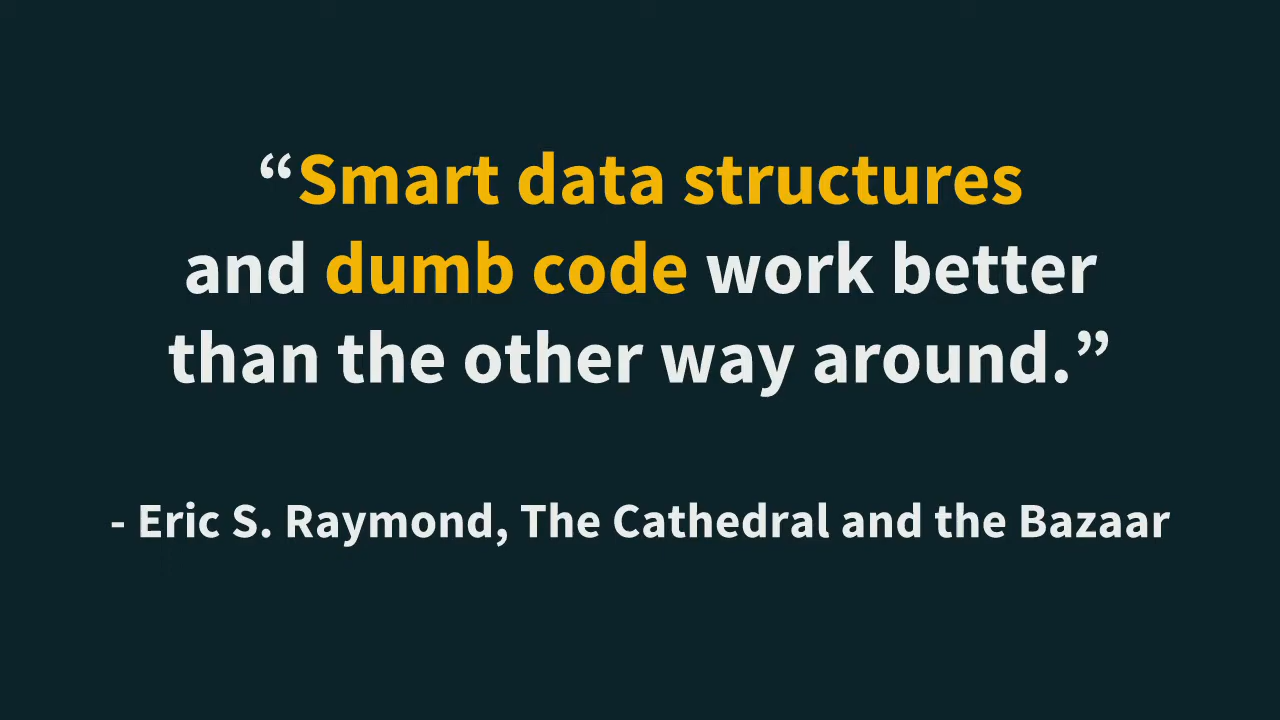 “Smart data structures
and dumb code work better
than the other way around.”
- Eric S. Raymond, The Cathedral and the Bazaar